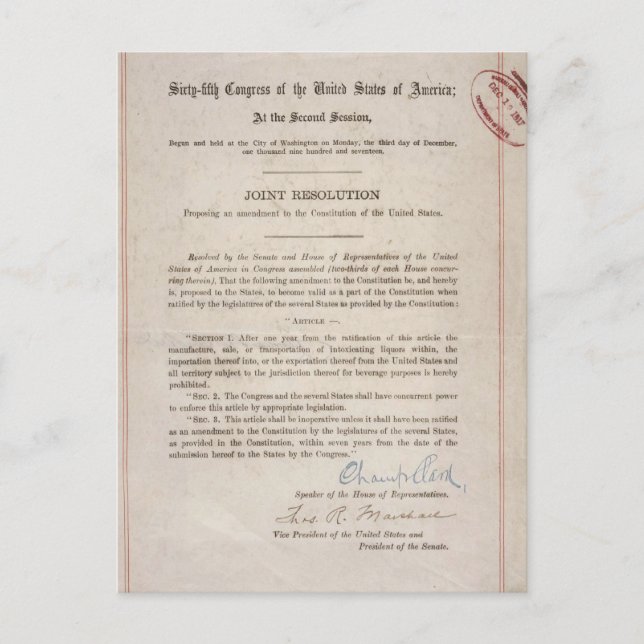 Sixty-fifth Congress of the United States of America;
At the Second Session,
Begun and held at the City of Washington on Monday, the third day of December,
one thousand nine hundred and seventeen.
JOINT RESOLUTION
Proposing an amendment to the Constitution of the United States.
Resolved by the Senate and House of Representatives of the United
States of America in Congress assembled (two-thirds of each House concur-
ring therein), That the following amendment to the Constitution be, and hereby
is, proposed to the States, to become valid as a part of the Constitution when
ratified by the legislatures of the several States as provided by the Constitution:
"ARTICLE —.
"SECTION 1. After one year from the ratification of this article the
manufacture, sale, or transportation of intoxicating liquors within, the
importation thereof into, or the exportation thereof from the United States and
all territory subject to the jurisdiction thereof for beverage purposes is hereby
prohibited.
"SEC. 2. The Congress and the several States shall have concurrent power
to enforce this article by appropriate legislation.
"SEC. 3. This article shall be inoperative unless it shall have been ratified
as an amendment to the Constitution by the legislatures of the several States,
as provided in the Constitution, within seven years from the date of the
submission hereof to the States by the Congress."
Champ Clark,
Speaker of the House of Representatives.
Thos. R. Marshall
Vice President of the United States and
President of the Senate.
DEC 19 1917
DEPARTMENT OF STATE